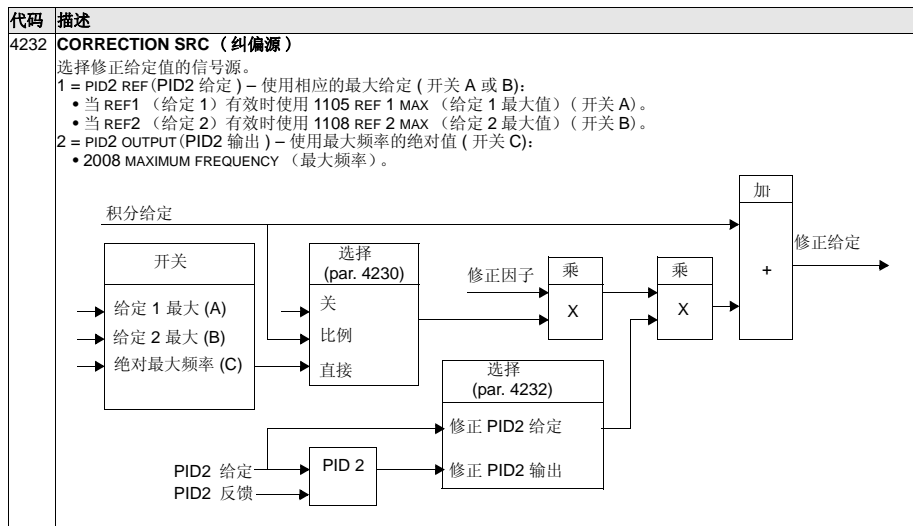 代码 描述
4232 CORRECTION SRC （纠偏源）
选择修正给定值的信号源。
1 = PID2 REF(PID2 给定 ) – 使用相应的最大给定 ( 开关 A 或 B):
• 当 REF1 （给定 1）有效时使用 1105 REF 1 MAX （给定 1 最大值）( 开关 A)。
• 当 REF2 （给定 2）有效时使用 1108 REF 2 MAX （给定 2 最大值）( 开关 B)。
2 = PID2 OUTPUT(PID2 输出 ) – 使用最大频率的绝对值 ( 开关 C):
• 2008 MAXIMUM FREQUENCY （最大频率）。
加
积分给定
修正给定
开关
选择
(par. 4230)
修正因子
乘
乘
+
给定 1 最大 (A)
关
X
X
给定 2 最大 (B)
比例
绝对最大频率 (C)
直接
选择
(par. 4232)
修正 PID2 给定
PID2 给定
PID 2
修正 PID2 输出
PID2 反馈